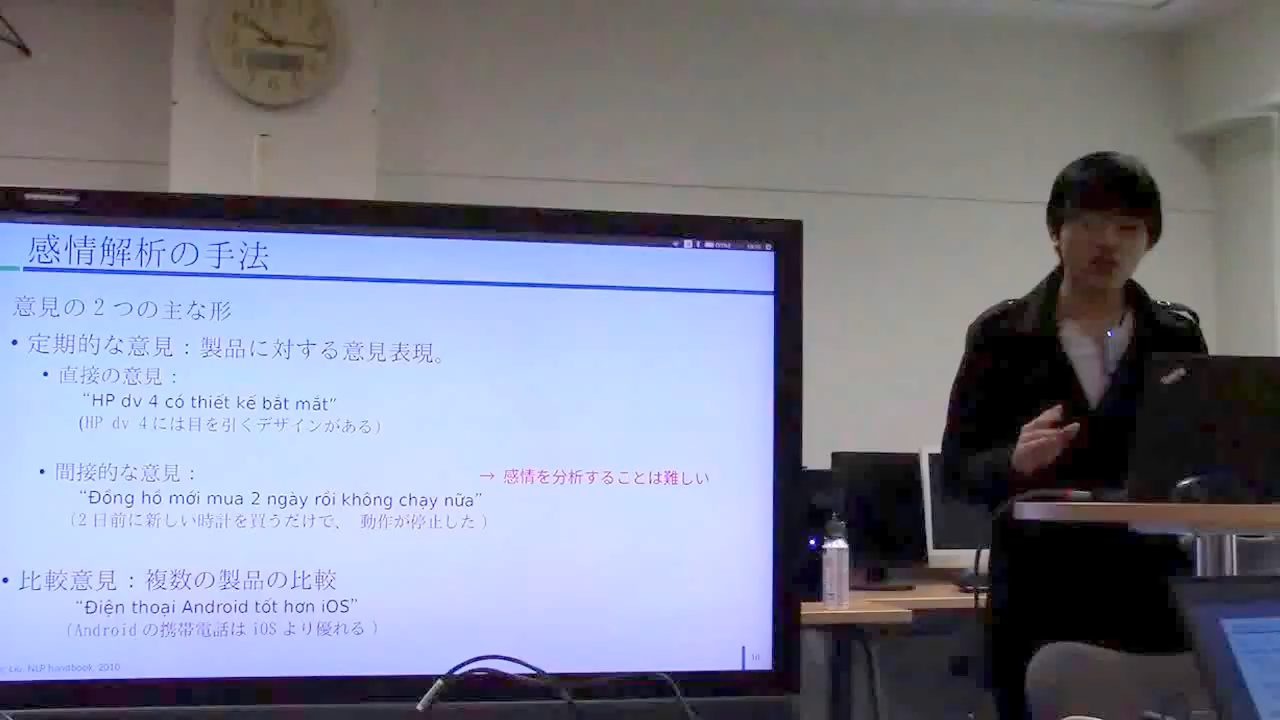 感情解析の手法
意見の2つの主な形
• 定期的な意見：製品に対する意見表現。
• 直接の意見：
“HP dv 4 có thiết kế bắt mắt”
(HP dv 4には目を引くデザインがある)
• 間接的な意見：
→ 感情を分析することは難しい
“Đồng hồ mới mua 2 ngày rồi không chạy nữa”
（2日前に新しい時計を買うだけで、 動作が停止した）
• 比較意見：複数の製品の比較
“Điện thoại Android tốt hơn iOS”
（Androidの携帯電話はiOSより優れる）
Liu, NLP handbook, 2010
10